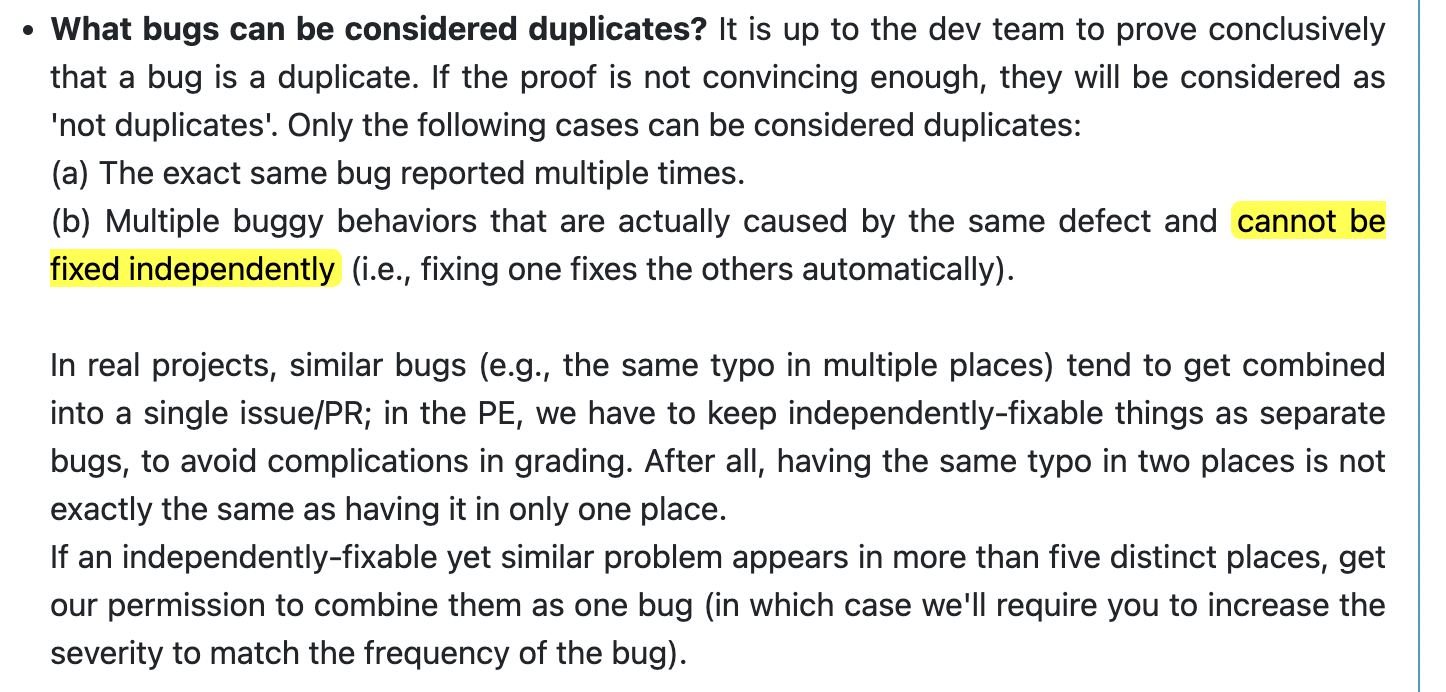 • What bugs can be considered duplicates? It is up to the dev team to prove conclusively
that a bug is a duplicate. If the proof is not convincing enough, they will be considered as
'not duplicates'. Only the following cases can be considered duplicates:
(a) The exact same bug reported multiple times.
(b) Multiple buggy behaviors that are actually caused by the same defect and cannot be
fixed independently (i.e., fixing one fixes the others automatically).
In real projects, similar bugs (e.g., the same typo in multiple places) tend to get combined
into a single issue/PR; in the PE, we have to keep independently-fixable things as separate
bugs, to avoid complications in grading. After all, having the same typo in two places is not
exactly the same as having it in only one place.
If an independently-fixable yet similar problem appears in more than five distinct places, get
our permission to combine them as one bug (in which case we'll require you to increase the
severity to match the frequency of the bug).